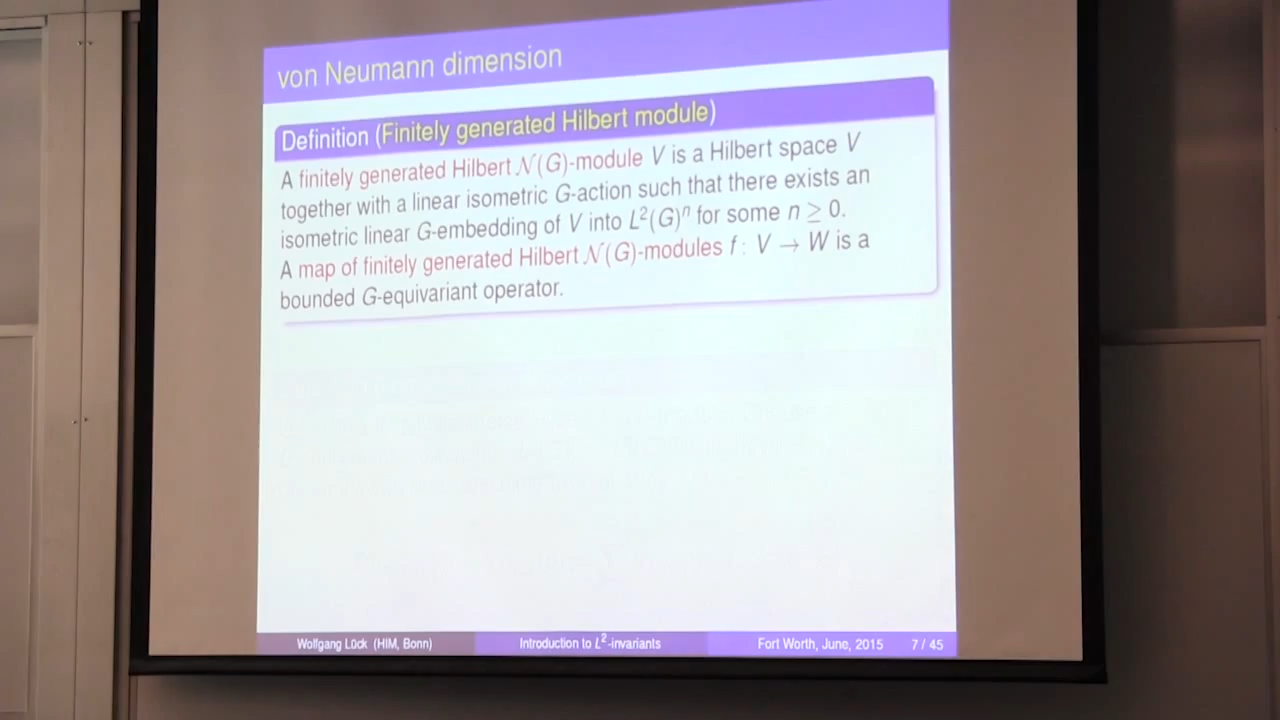 von Neumann dimension
Definition (Finitely generated Hilbert module)
A finitely generated Hilbert 𝒩(G)-module V is a Hilbert space V
together with a linear isometric G-action such that there exists an
isometric linear G-embedding of V into L²(G)ⁿ for some n ≥ 0.
A map of finitely generated Hilbert 𝒩(G)-modules f: V → W is a
bounded G-equivariant operator.
Wolfgang Lück (HIM, Bonn) Introduction to L²-invariants Fort Worth, June, 2015 7 / 45